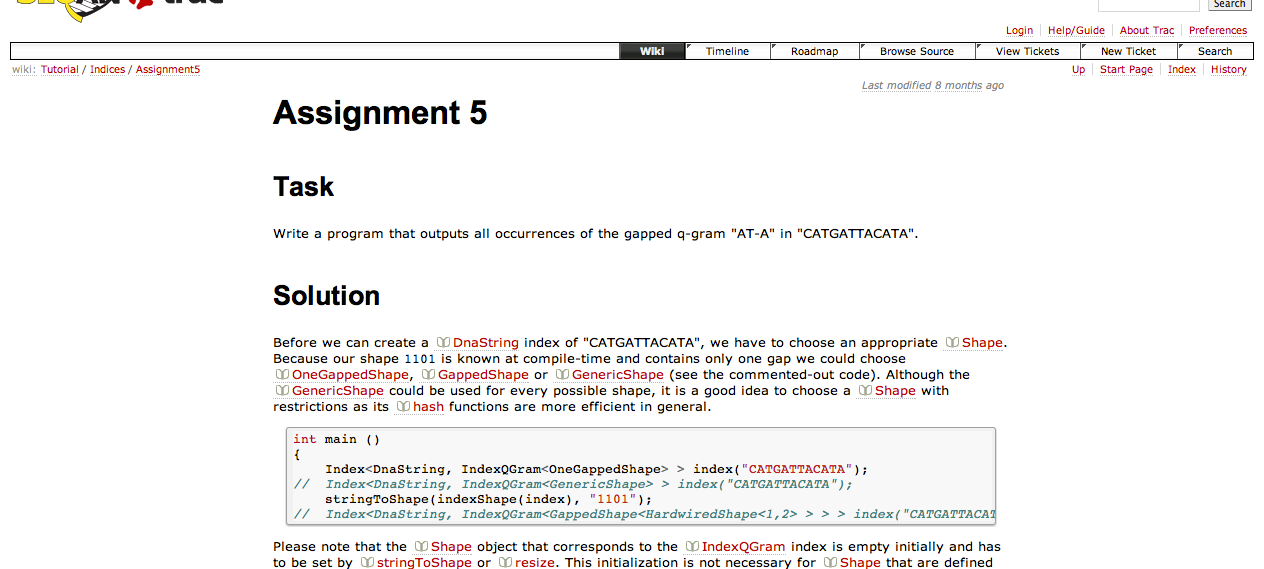 Search
Login Help/Guide About Trac Preferences
Wiki Timeline Roadmap Browse Source View Tickets New Ticket Search
wiki: Tutorial / Indices / Assignment5
Up Start Page Index History
Last modified 8 months ago
Assignment 5
Task
Write a program that outputs all occurrences of the gapped q-gram "AT-A" in "CATGATTACATA".
Solution
Before we can create a DnaString index of "CATGATTACATA", we have to choose an appropriate Shape.
Because our shape 1101 is known at compile-time and contains only one gap we could choose
OneGappedShape, GappedShape or GenericShape (see the commented-out code). Although the
GenericShape could be used for every possible shape, it is a good idea to choose a Shape with
restrictions as its hash functions are more efficient in general.
int main ()
{
    Index<DnaString, IndexQGram<OneGappedShape> > index("CATGATTACATA");
//  Index<DnaString, IndexQGram<GenericShape> > index("CATGATTACATA");
    stringToShape(indexShape(index), "1101");
//  Index<DnaString, IndexQGram<GappedShape<HardwiredShape<1,2> > > > index("CATGATTACAT
Please note that the Shape object that corresponds to the IndexQGram index is empty initially and has
to be set by stringToShape or resize. This initialization is not necessary for Shape that are defined